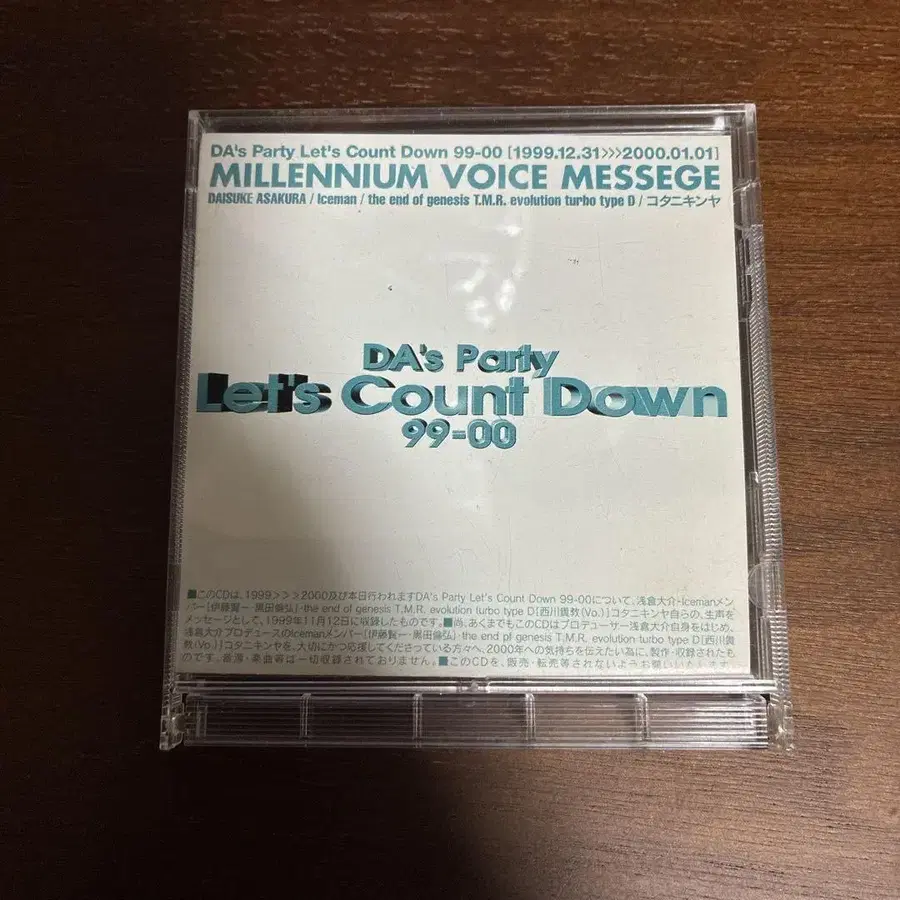 DA's Party Let's Count Down 99-00 [1999.12.31>>>2000.01.01]
MILLENNIUM VOICE MESSEGE
DAISUKE ASAKURA / Iceman / the end of genesis T.M.R. evolution turbo type D / コタニキンヤ
DA's Party
Let's Count Down
99=00
■このCDは、1999.>>>2000及び本日行われますDA's Party Let's Count Down 99-00について、浅倉大介・Icemanメン
バー[伊藤賢一・黒田倫弘]・the end of genesis T.M.R. evolution turbo type D[西川貴教(Vo.)]コタニキンヤ自らの、生声を
メッセージとして、1999年11月12日に収録したものです。■尚、あくまでもこのCDはプロデューサー浅倉大介自身をはじめ、
浅倉大介プロデュースのIcemanメンバー[伊藤賢一・黒田倫弘]・the end of genesis T.M.R. evolution turbo type D[西川貴
教(Vo.)]コタニキンヤを、大切にかつ応援してくださっている方々へ、2000年への気持ちを伝えたい為に、製作・収録されたも
のです。音源・楽曲等は一切収録されておりません。■このCDを、販売・転売等されないようお願いいたします。